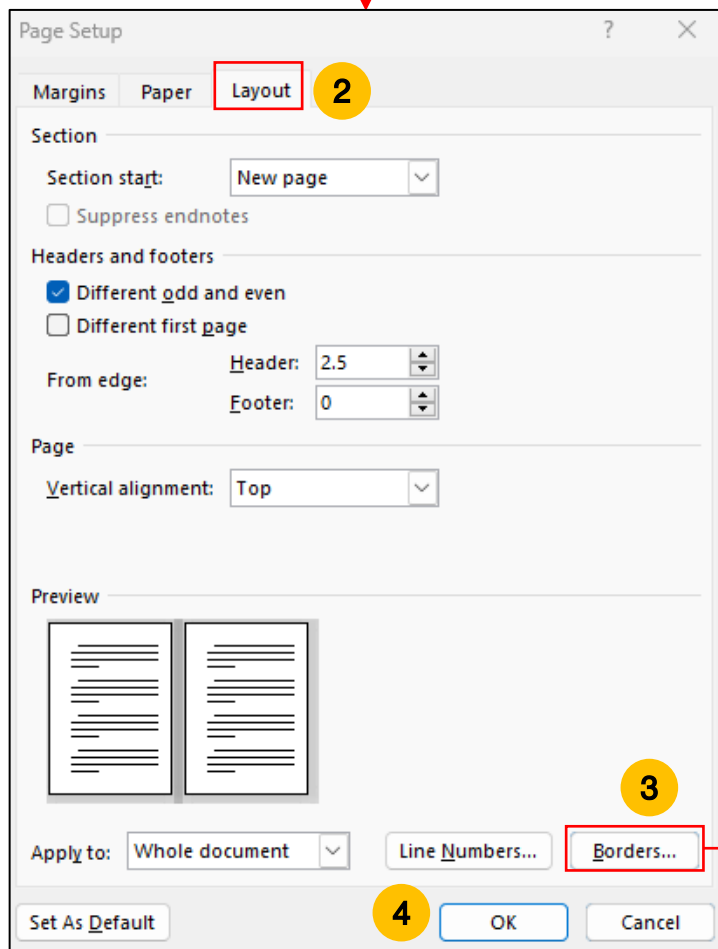 Page Setup ? ×
Margins Paper Layout 2
Section
Section start: New page
Suppress endnotes
Headers and footers
Different odd and even
Different first page
From edge:
Header: 2.5
Footer: 0
Page
Vertical alignment: Top
Preview
3
Apply to: Whole document Line Numbers... Borders...
Set As Default 4 OK Cancel